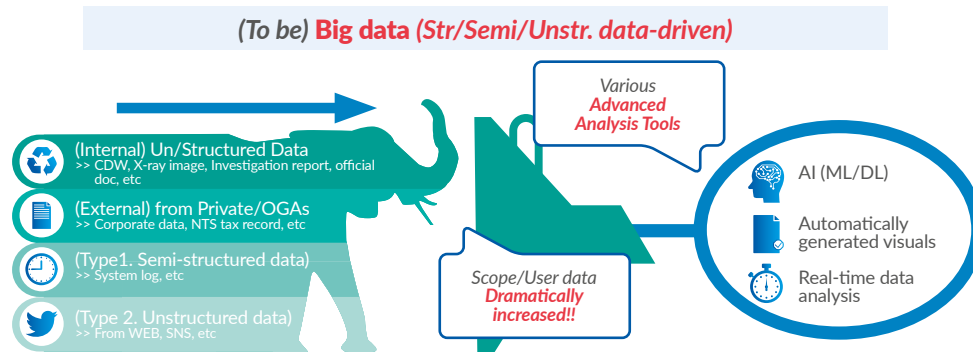 (To be) Big data (Str/Semi/Unstr. data-driven)
Various
Advanced
Analysis Tools
(Internal) Un/Structured Data
>> CDW, X-ray image, Investigation report, official
doc, etc
(External) from Private/OGAs
>> Corporate data, NTS tax record, etc
(Type1. Semi-structured data)
>> System log, etc
(Type 2. Unstructured data)
>> From WEB, SNS, etc
Scope/User data
Dramatically
increased!!
AI (ML/DL)
Automatically
generated visuals
Real-time data
analysis